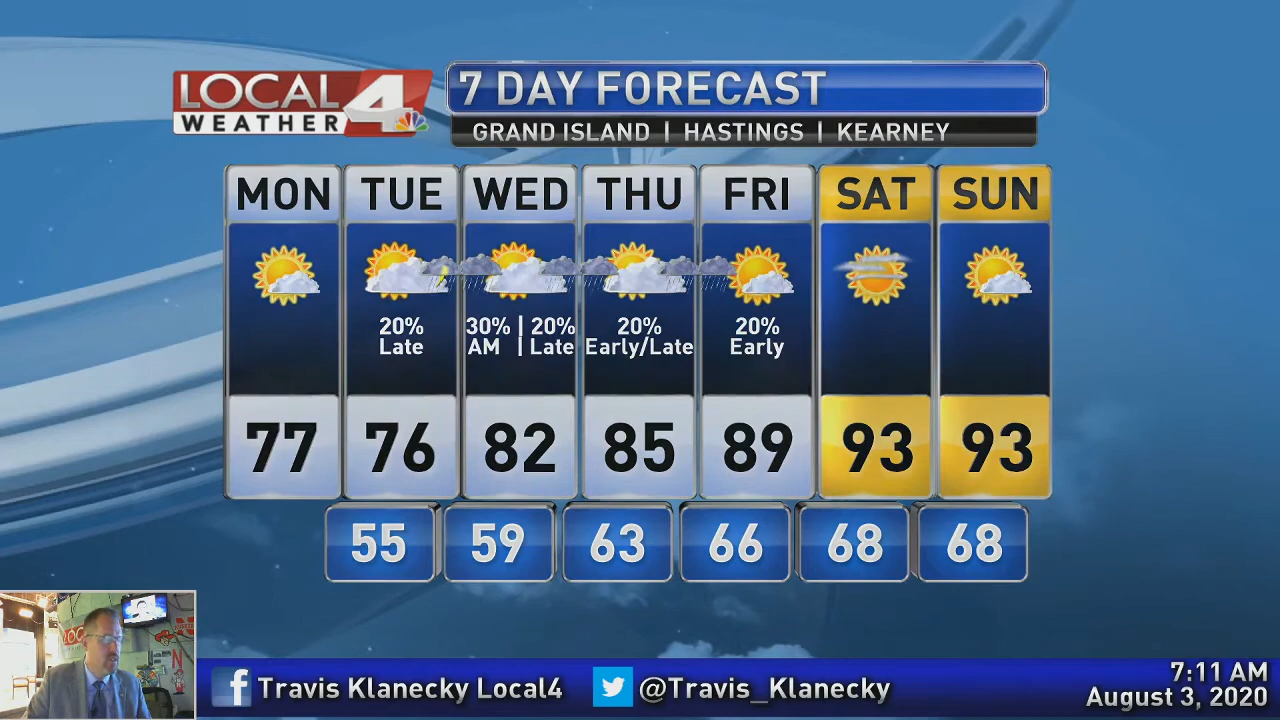 LOCAL 4
WEATHER
7 DAY FORECAST
GRAND ISLAND | HASTINGS | KEARNEY
MON TUE WED THU FRI SAT SUN
20% 30% | 20% 20% 20%
Late AM | Late Early/Late Early
77 76 82 85 89 93 93
55 59 63 66 68 68
LOC
N
f Travis Klanecky Local4
@Travis_Klanecky
7:11 AM
August 3, 2020